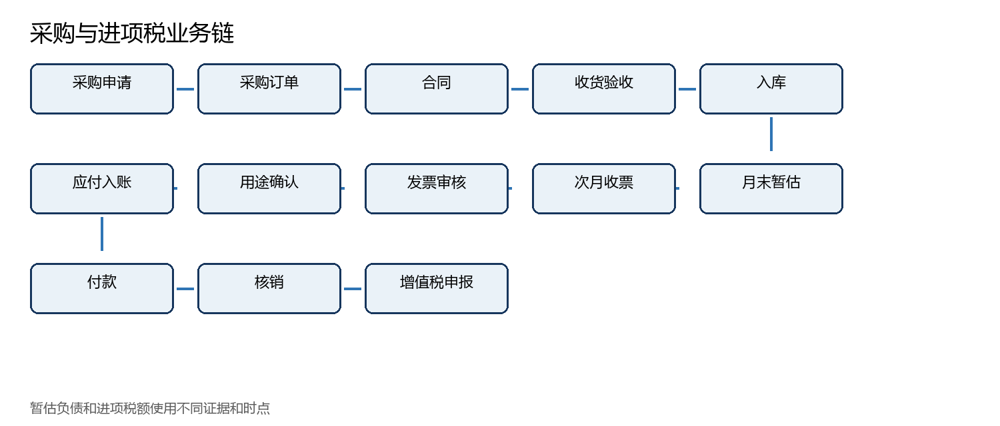 采购与进项税业务链
采购申请
采购订单
合同
收货验收
入库
应付入账
用途确认
发票审核
次月收票
月末暂估
付款
核销
增值税申报
暂估负债和进项税额使用不同证据和时点